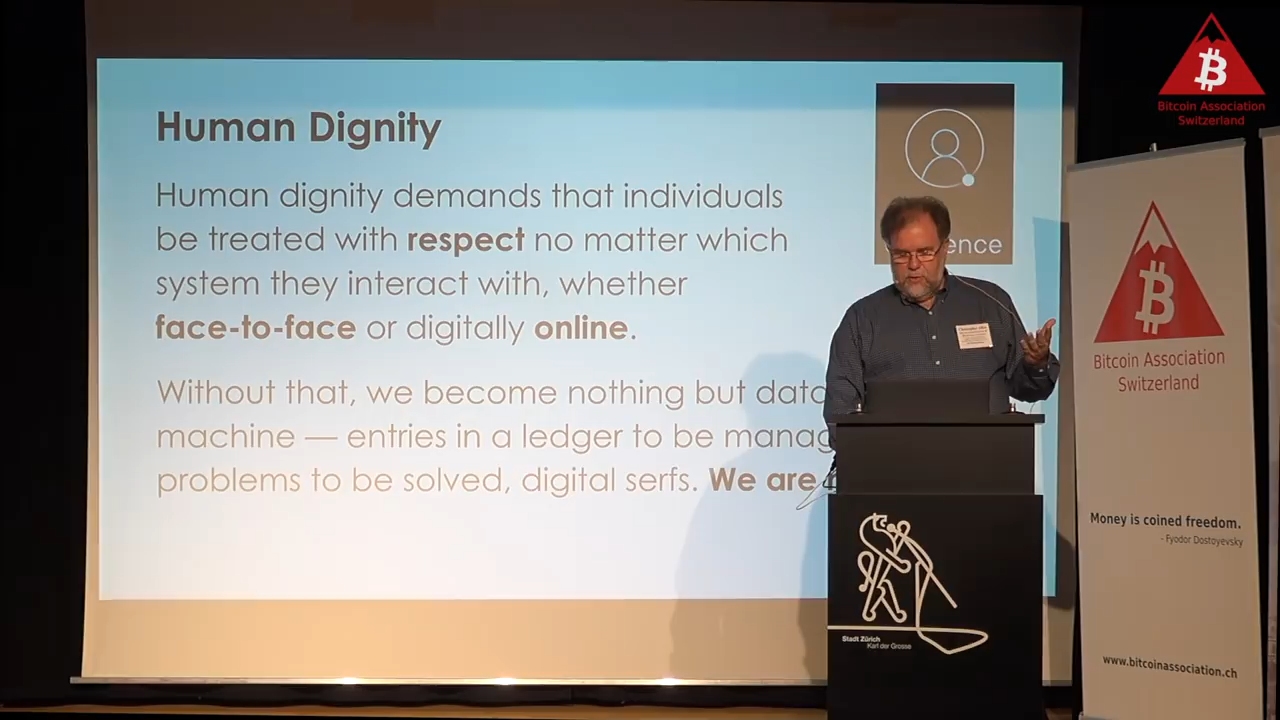 Human Dignity
Human dignity demands that individuals
be treated with respect no matter which
system they interact with, whether
face-to-face or digitally online.
Without that, we become nothing but data
machine — entries in a ledger to be
problems to be solved, digital serfs. We are
Bitcoin Association
Switzerland
Bitcoin Association
Switzerland
Money is coined freedom.
- Fyodor Dostoyevsky
www.bitcoinassociation.ch
Stadt Zürich
Karl der Grosse